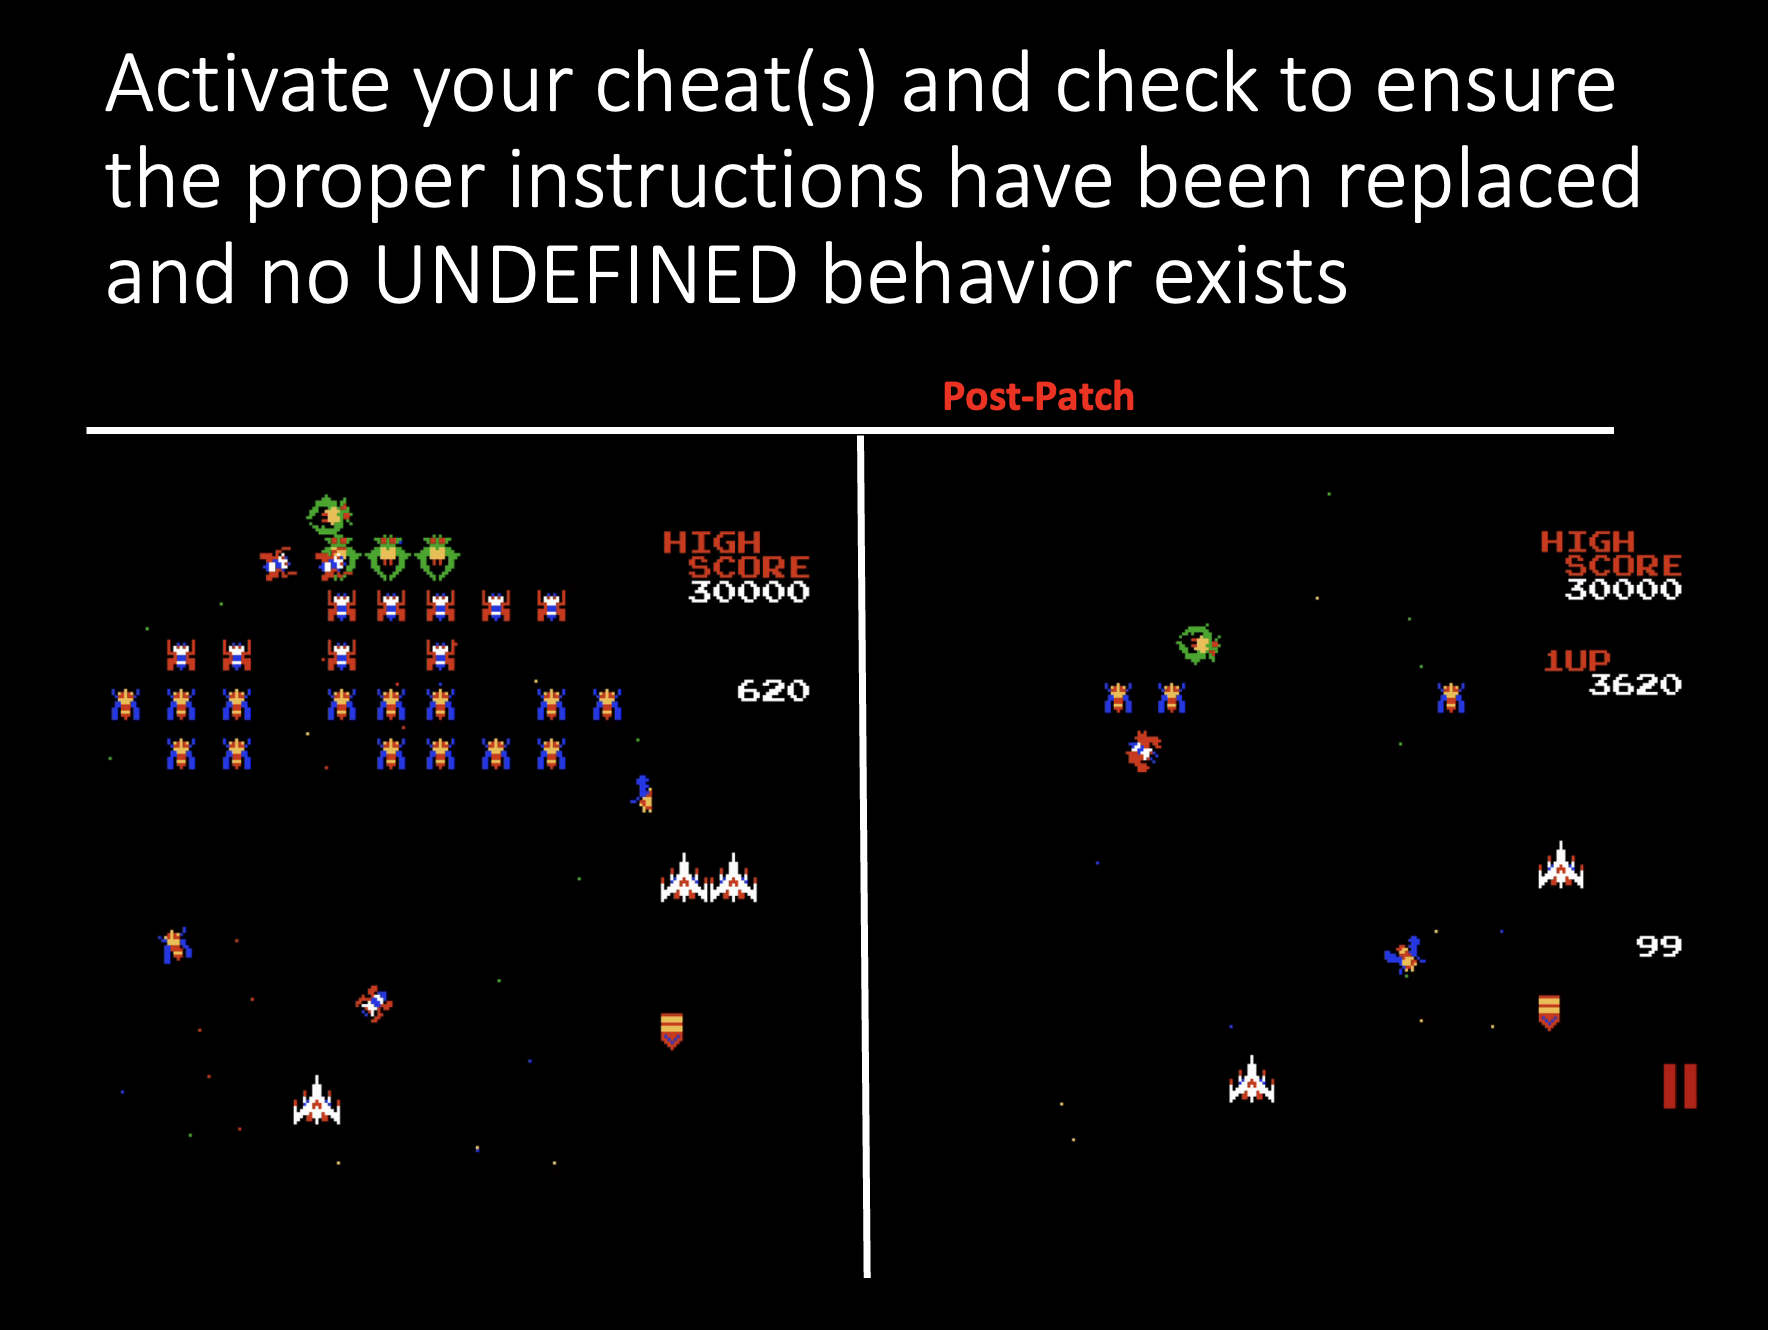 Activate your cheat(s) and check to ensure
the proper instructions have been replaced
and no UNDEFINED behavior exists
Post-Patch
HIGH
SCORE
30000
620
HIGH
SCORE
30000
1UP
3620
99